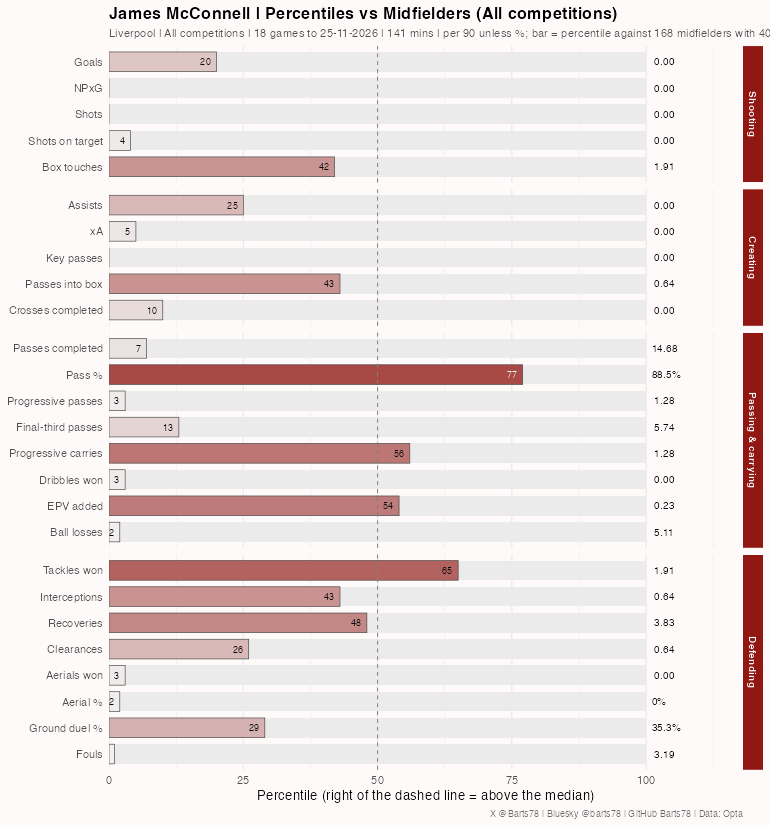 James McConnell | Percentiles vs Midfielders (All competitions)
Liverpool | All competitions | 18 games to 25-11-2026 | 141 mins | per 90 unless %; bar = percentile against 168 midfielders with 40
Goals 20 0.00
NPxG 0.00
Shots 0.00
Shots on target 4 0.00
Box touches 42 1.91
Shooting
Assists 25 0.00
xA 5 0.00
Key passes 0.00
Passes into box 43 0.64
Crosses completed 10 0.00
Creating
Passes completed 7 14.68
Pass % 77 88.5%
Progressive passes 3 1.28
Final-third passes 13 5.74
Progressive carries 56 1.28
Dribbles won 3 0.00
EPV added 54 0.23
Ball losses 2 5.11
Passing & carrying
Tackles won 65 1.91
Interceptions 43 0.64
Recoveries 48 3.83
Clearances 26 0.64
Aerials won 3 0.00
Aerial % 2 0%
Ground duel % 29 35.3%
Fouls 3.19
Defending
0 25 50 75 100
Percentile (right of the dashed line = above the median)
X @Barts78 | Bluesky @barts78 | GitHub Barts78 | Data: Opta